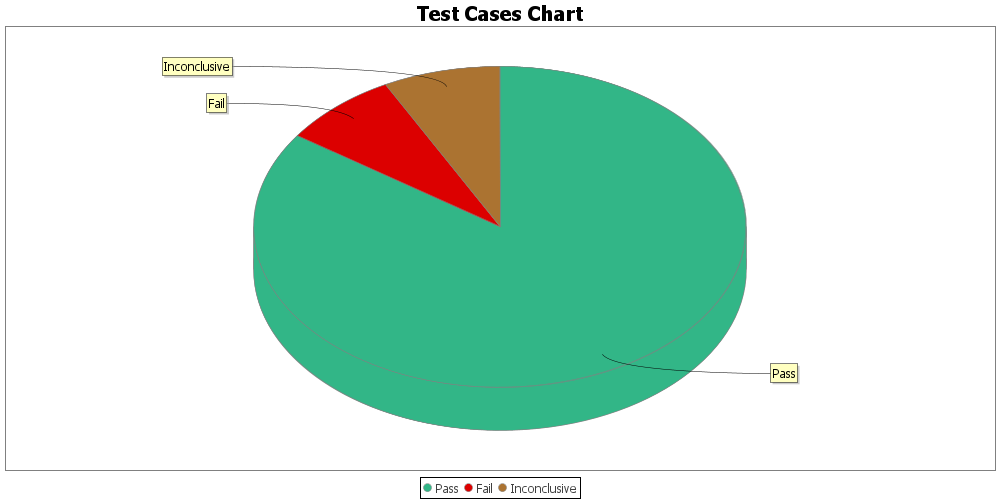 Test Cases Chart
Inconclusive
Fail
Pass
Pass Fail Inconclusive